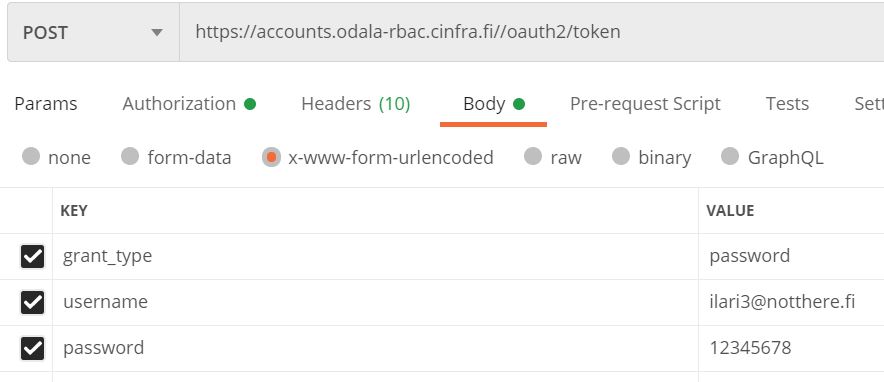 POST https://accounts.odala-rbac.cinfra.fi//oauth2/token
Params Authorization Headers (10) Body Pre-request Script Tests Sett
none form-data x-www-form-urlencoded raw binary GraphQL
KEY VALUE
grant_type password
username ilari3@notthere.fi
password 12345678